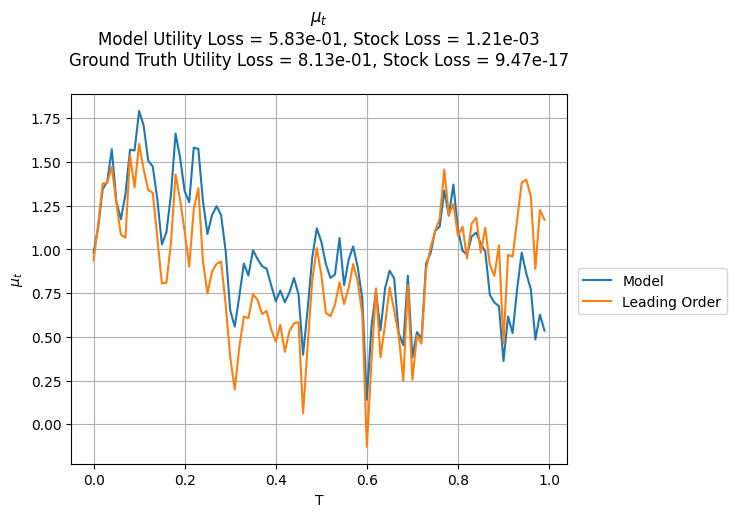 μt
Model Utility Loss = 5.83e-01, Stock Loss = 1.21e-03
Ground Truth Utility Loss = 8.13e-01, Stock Loss = 9.47e-17
1.75
1.50
1.25
1.00
0.75
0.50
0.25
0.00
μt
0.0 0.2 0.4 0.6 0.8 1.0
T
Model
Leading Order